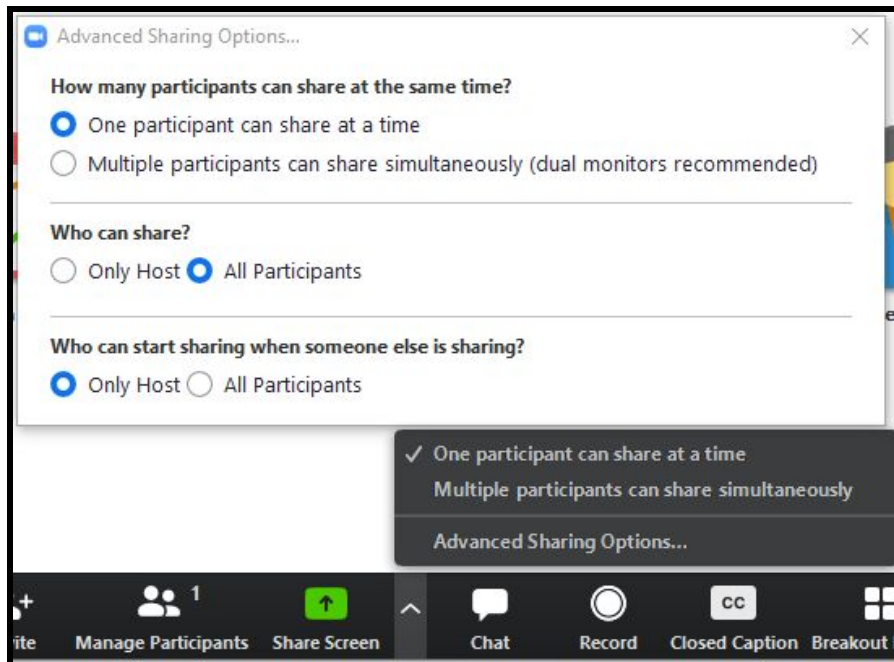 Advanced Sharing Options...
How many participants can share at the same time?
One participant can share at a time
Multiple participants can share simultaneously (dual monitors recommended)
Who can share?
Only Host All Participants
Who can start sharing when someone else is sharing?
Only Host All Participants
One participant can share at a time
Multiple participants can share simultaneously
Advanced Sharing Options...
1
Manage Participants Share Screen Chat Record CC Closed Caption Breakout